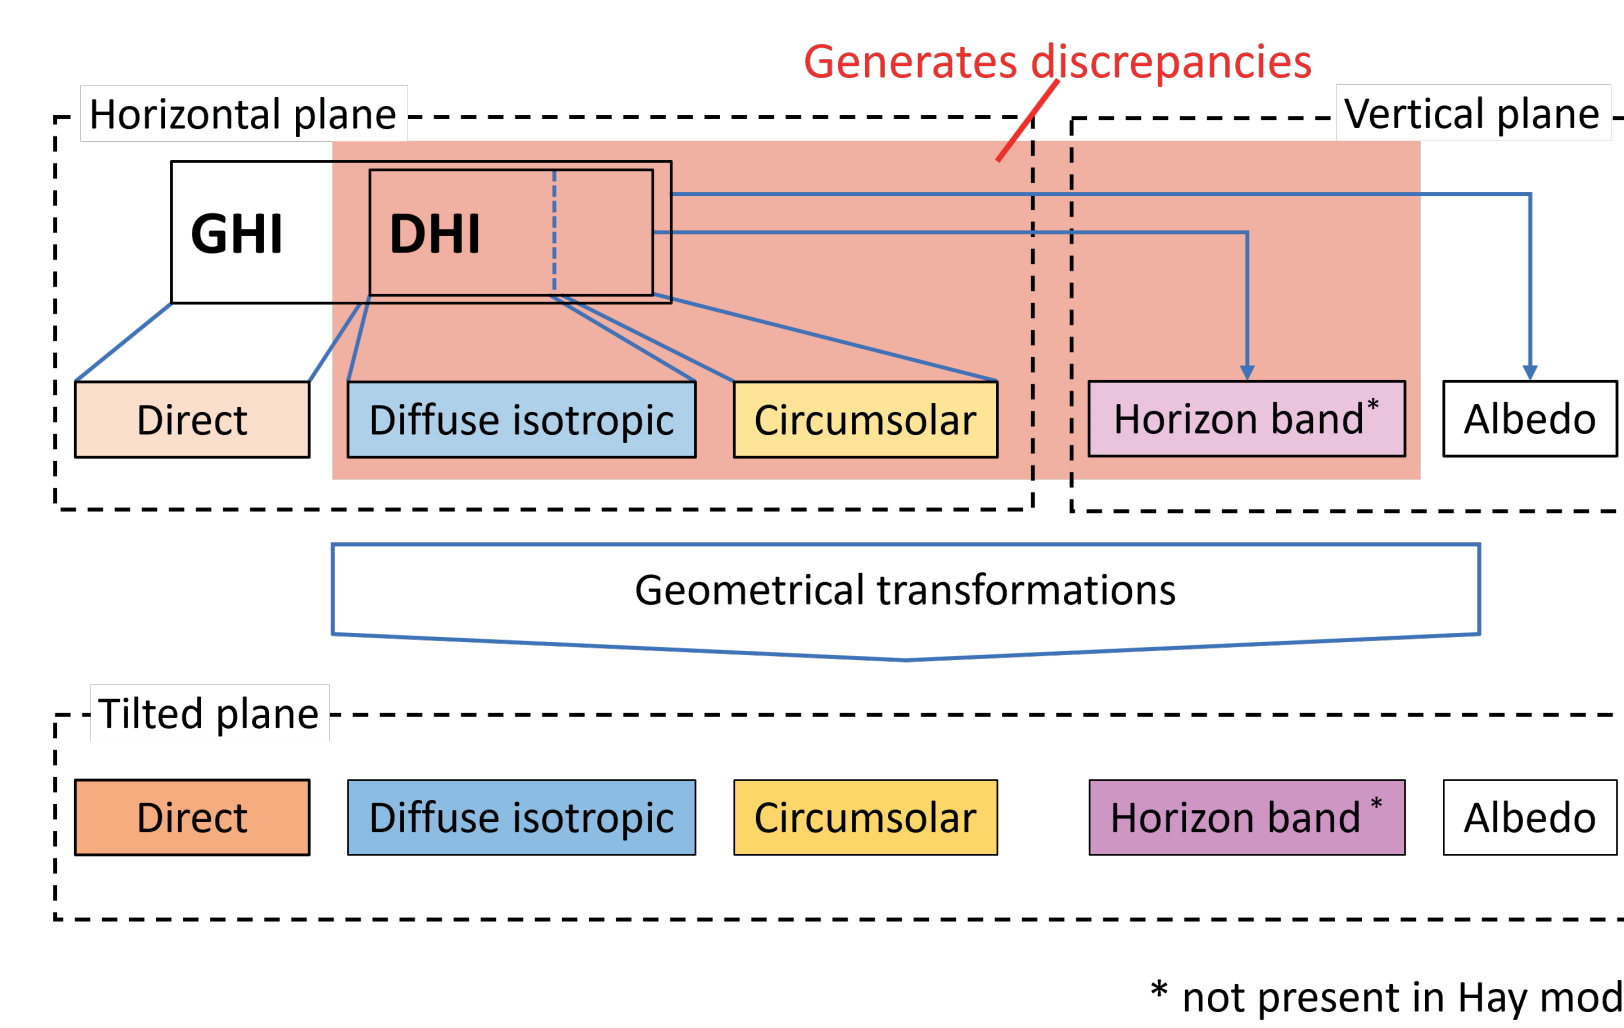 Generates discrepancies
Horizontal plane
Vertical plane
GHI
DHI
Direct
Diffuse isotropic
Circumsolar
Horizon band*
Albedo
Geometrical transformations
Tilted plane
Direct
Diffuse isotropic
Circumsolar
Horizon band *
Albedo
* not present in Hay mod